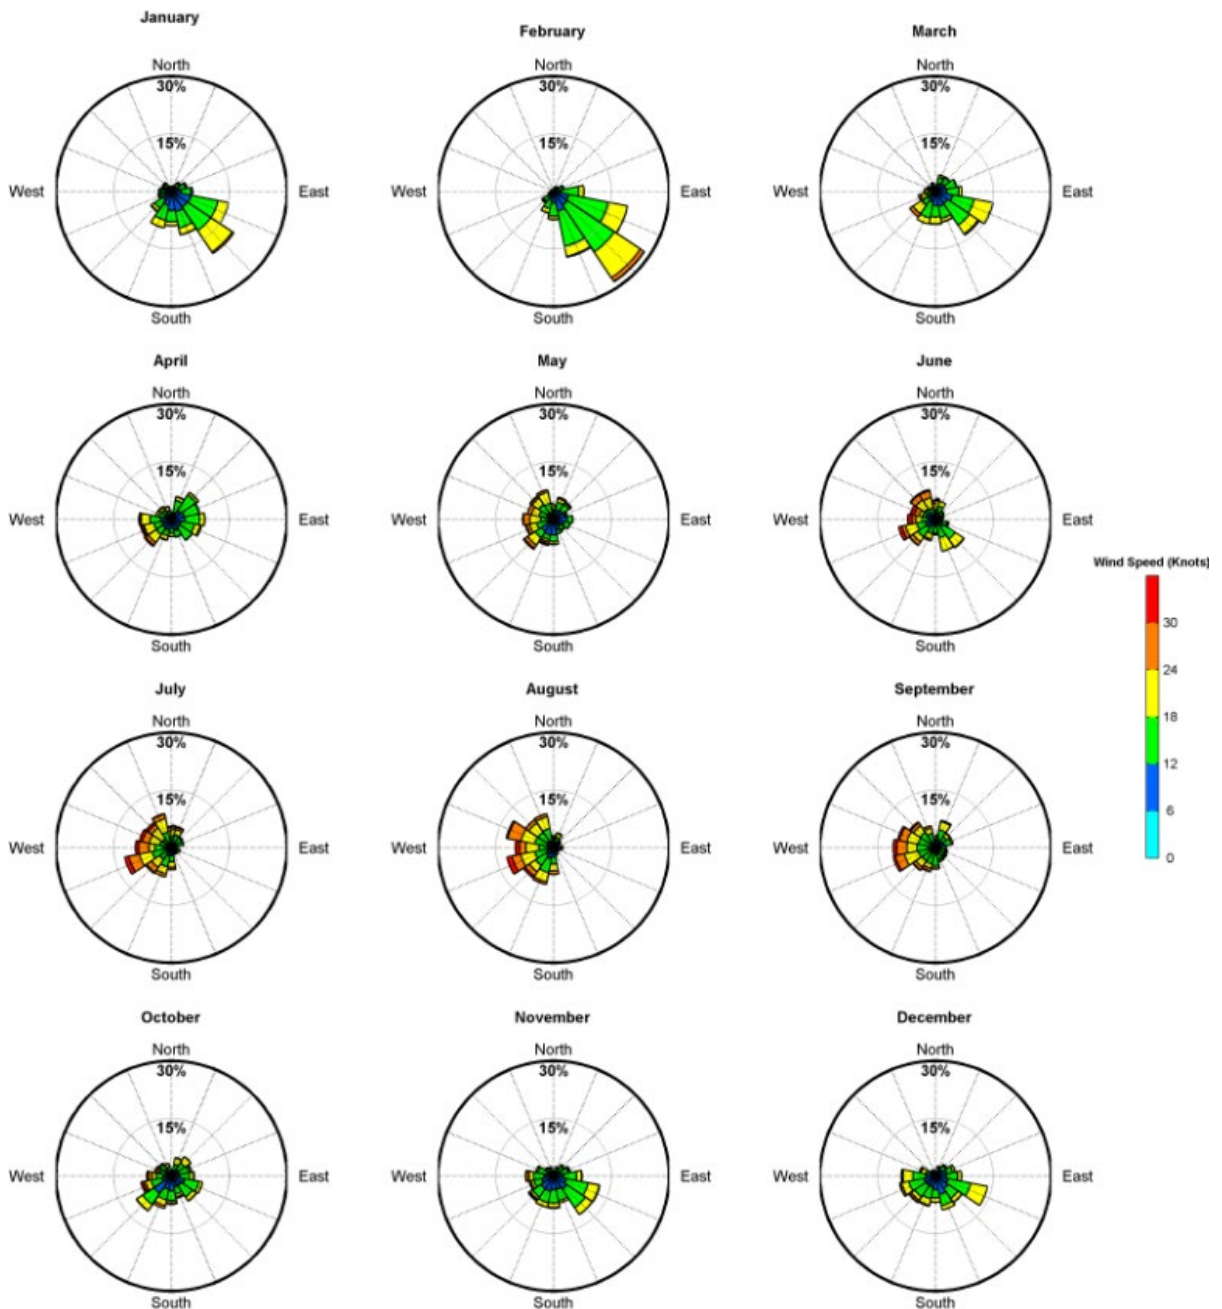 January
February
March
North
North
North
30%
30%
30%
15%
15%
15%
West
East
West
East
West
East
South
South
South
April
May
June
North
North
North
30%
30%
30%
15%
15%
15%
West
East
West
East
West
East
South
South
South
Wind Speed (Knots)
30
24
18
12
6
0
July
August
September
North
North
North
30%
30%
30%
15%
15%
15%
West
East
West
East
West
East
South
South
South
October
November
December
North
North
North
30%
30%
30%
15%
15%
15%
West
East
West
East
West
East
South
South
South